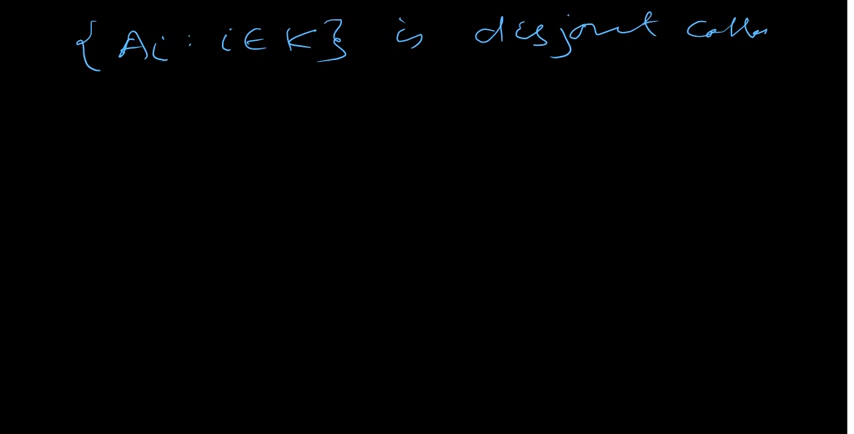 {Ai : i ∈ K} is disjoint